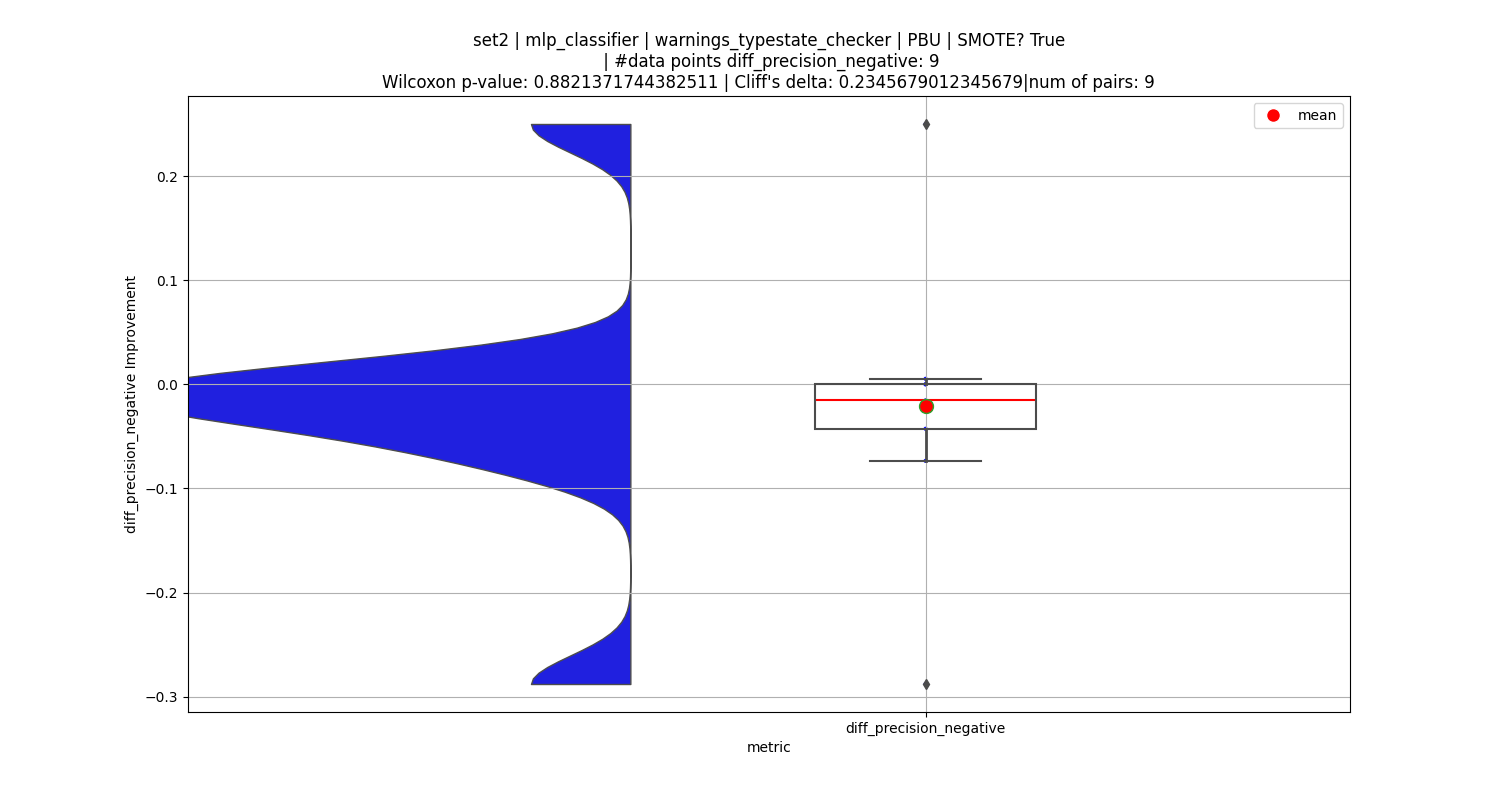 set2 | mlp_classifier | warnings_typestate_checker | PBU | SMOTE? True
| #data points diff_precision_negative: 9
Wilcoxon p-value: 0.8821371744382511 | Cliff's delta: 0.2345679012345679|num of pairs: 9
mean
diff_precision_negative Improvement
0.2
0.1
0.0
−0.1
−0.2
−0.3
diff_precision_negative
metric